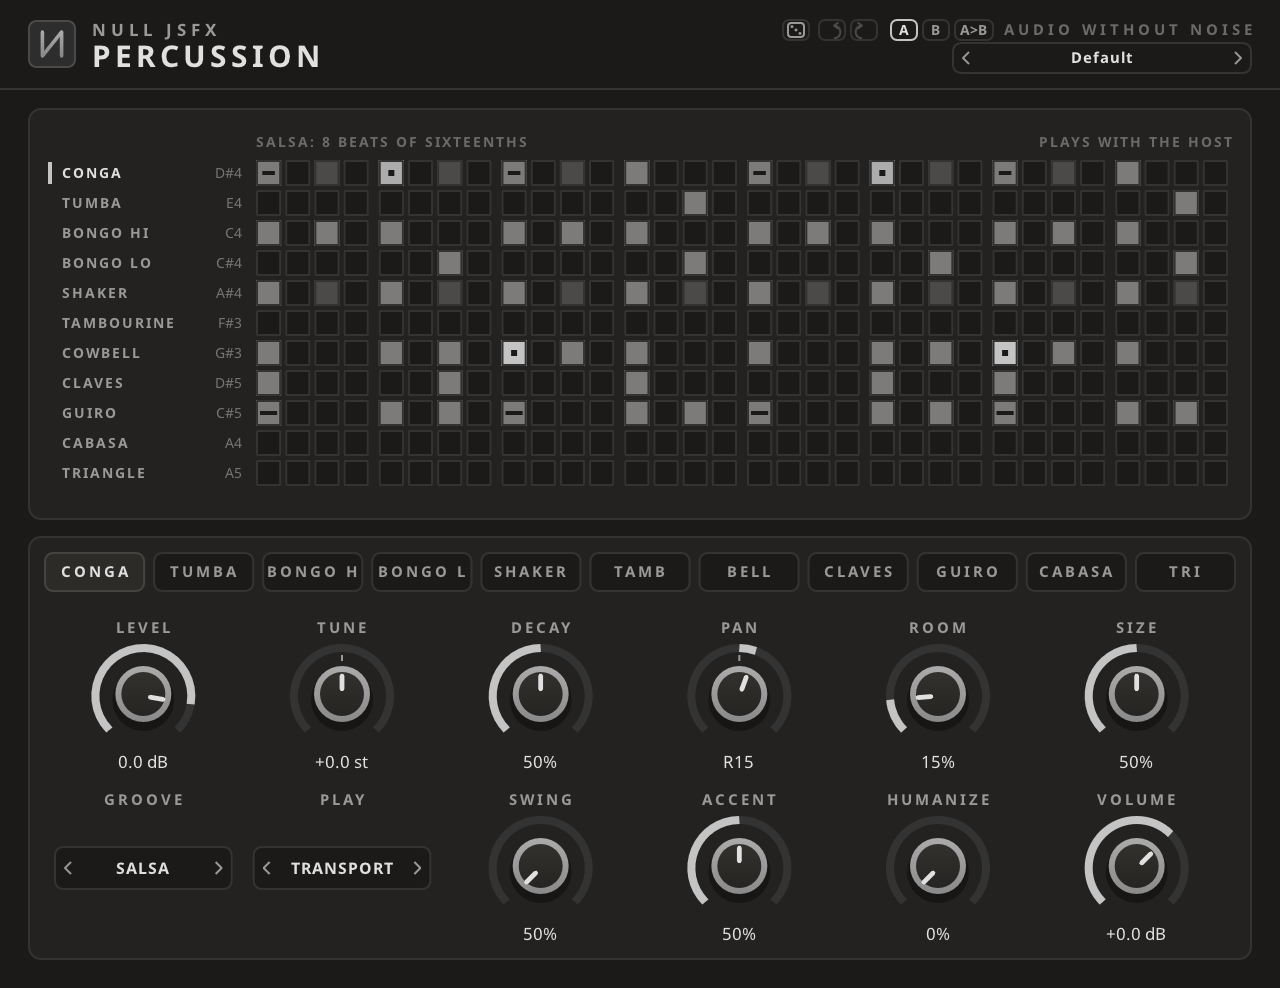 NULL JSFX
PERCUSSION
A B A>B AUDIO WITHOUT NOISE
Default
SALSA: 8 BEATS OF SIXTEENTHS PLAYS WITH THE HOST
CONGA D#4
TUMBA E4
BONGO HI C4
BONGO LO C#4
SHAKER A#4
TAMBOURINE F#3
COWBELL G#3
CLAVES D#5
GUIRO C#5
CABASA A4
TRIANGLE A5
CONGA TUMBA BONGO H BONGO L SHAKER TAMB BELL CLAVES GUIRO CABASA TRI
LEVEL TUNE DECAY PAN ROOM SIZE
0.0 dB +0.0 st 50% R15 15% 50%
GROOVE PLAY SWING ACCENT HUMANIZE VOLUME
SALSA TRANSPORT
50% 50% 0% +0.0 dB